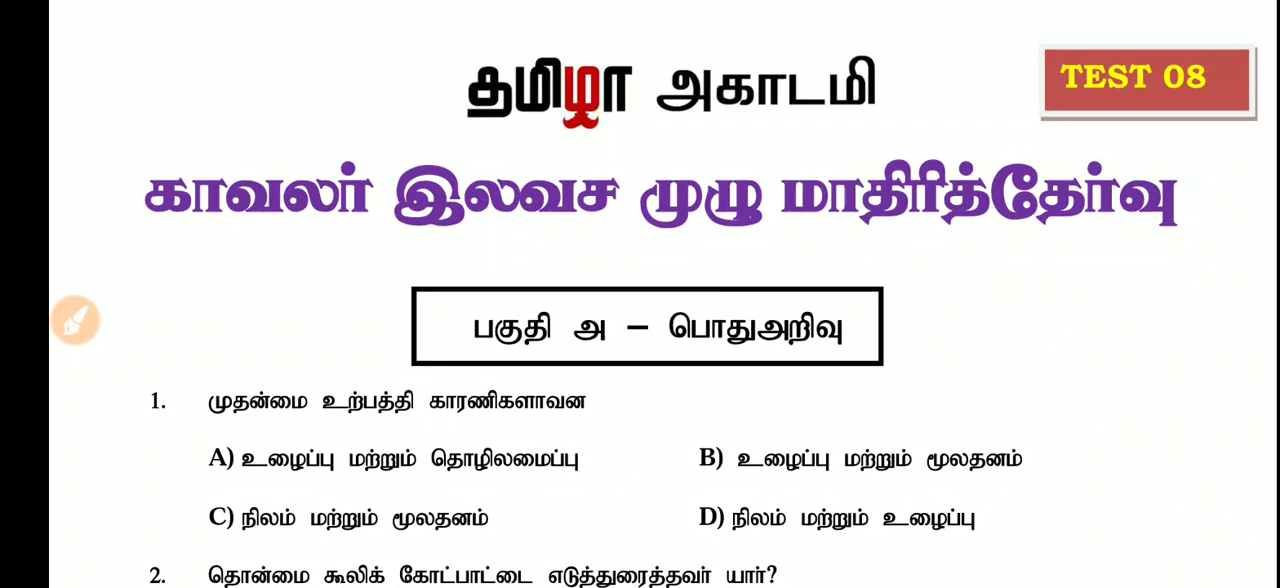 தமிழா அகாடமி
TEST 08
காவலர் இலவச முழு மாதிரித்தேர்வு
பகுதி அ – பொதுஅறிவு
1. முதன்மை உற்பத்தி காரணிகளாவன
A) உழைப்பு மற்றும் தொழிலமைப்பு B) உழைப்பு மற்றும் மூலதனம்
C) நிலம் மற்றும் மூலதனம் D) நிலம் மற்றும் உழைப்பு
2. தொன்மை கூலிக் கோட்பாட்டை எடுத்துரைத்தவர் யார்?